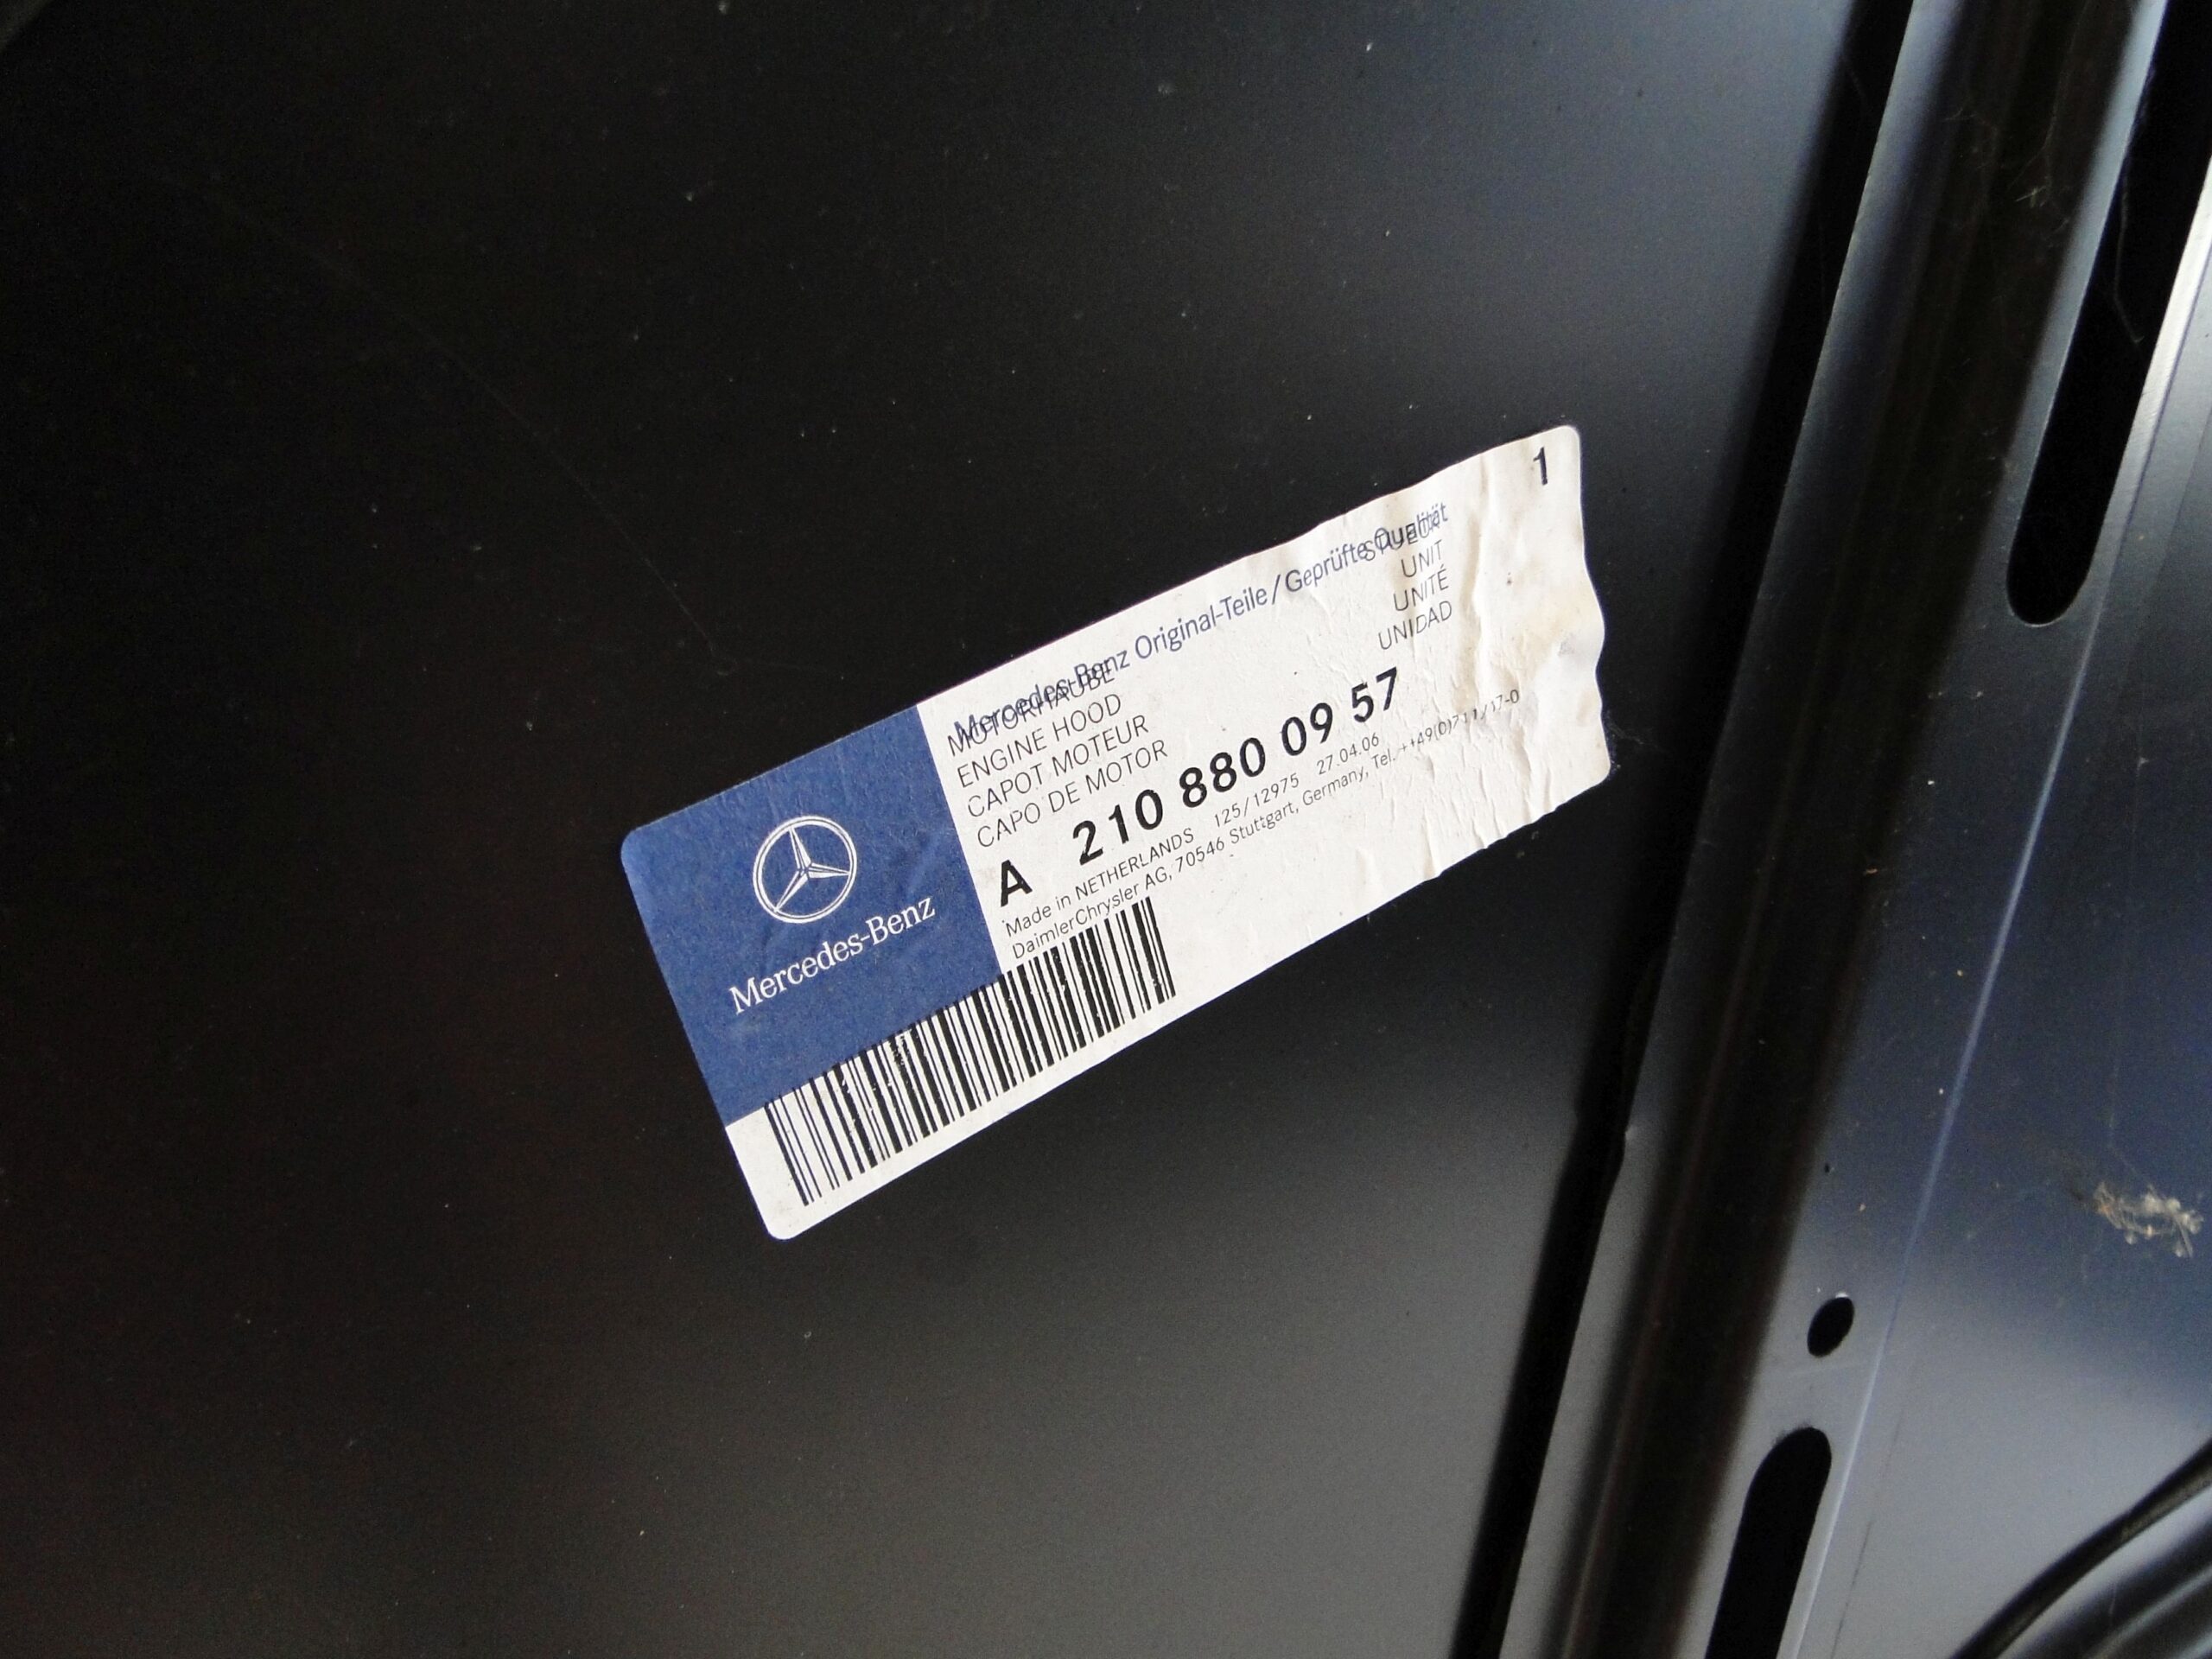 Mercedes-Benz
Mercedes-Benz Original-Teile / Geprüfte Qualität
MOTORHAUBE
ENGINE HOOD
CAPOT MOTEUR
CAPO DE MOTOR
1
STUECK
UNIT
UNITÉ
UNIDAD
A 210 880 09 57
Made in NETHERLANDS 125/12975 27.04.06
DaimlerChrysler AG, 70546 Stuttgart, Germany, Tel. ++49(0)711/17-0